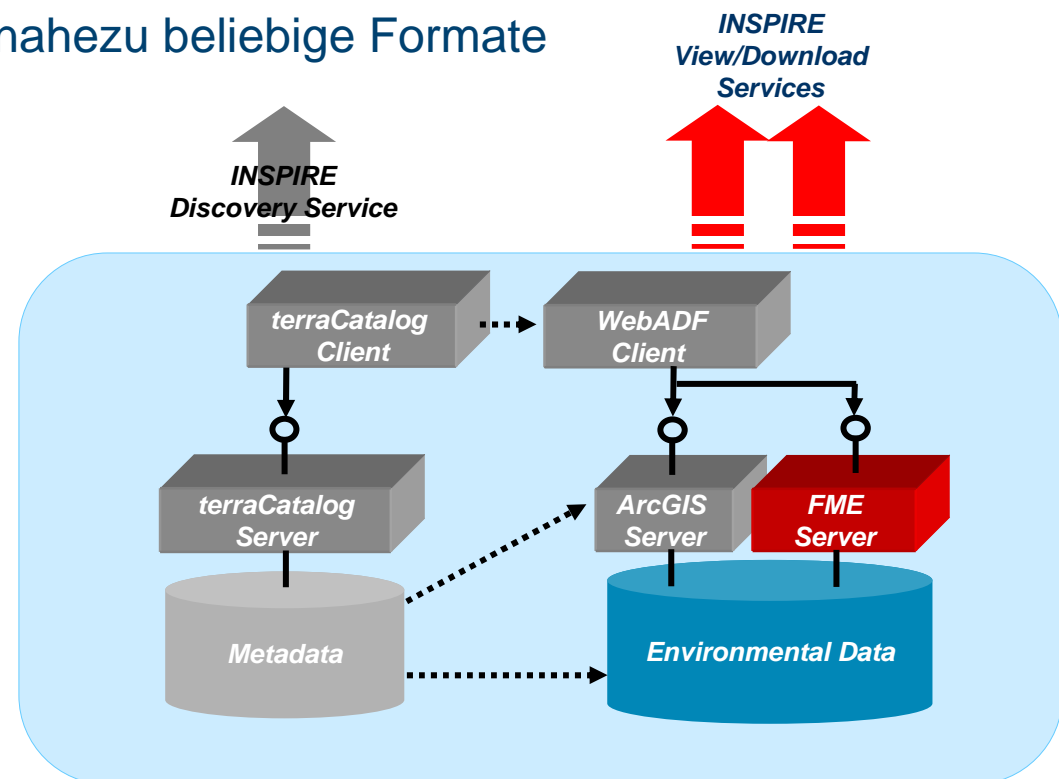 nahezu beliebige Formate
INSPIRE
View/Download
Services
INSPIRE
Discovery Service
terraCatalog
Client
WebADF
Client
terraCatalog
Server
ArcGIS
Server
FME
Server
Metadata
Environmental Data